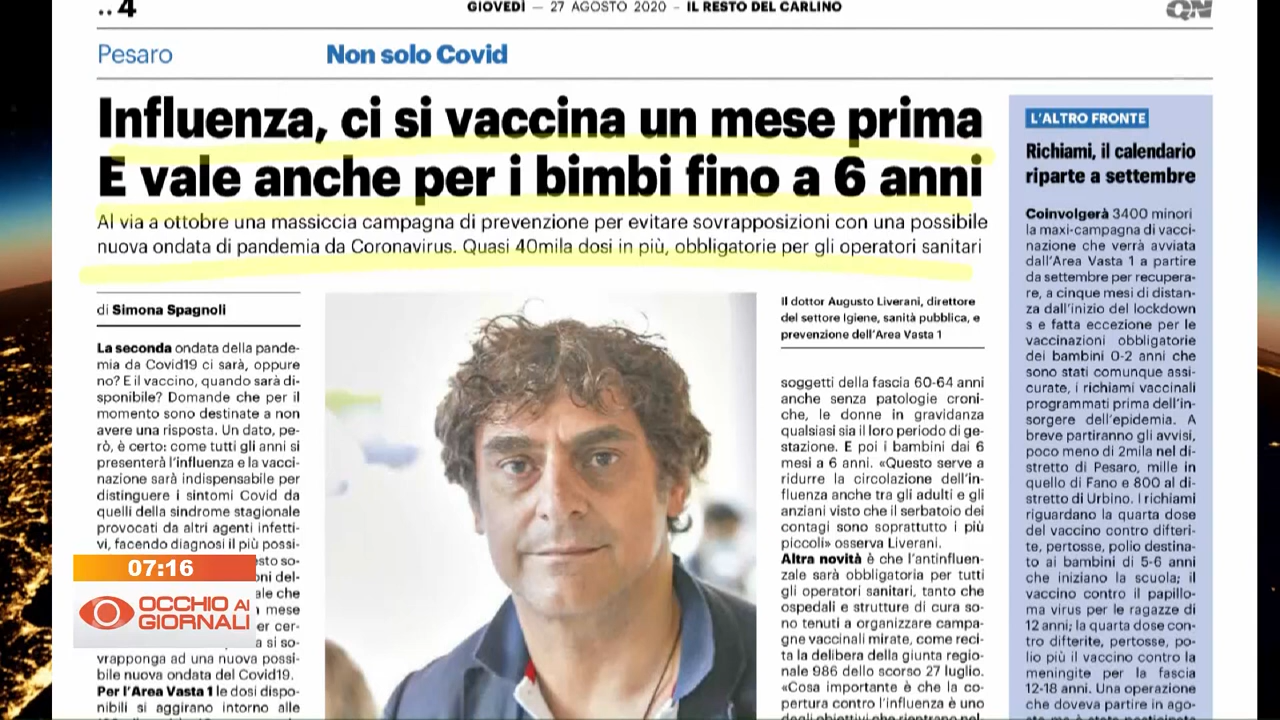 ..4
GIOVEDÌ — 27 AGOSTO 2020 – IL RESTO DEL CARLINO
QN
Pesaro
Non solo Covid
Influenza, ci si vaccina un mese prima
E vale anche per i bimbi fino a 6 anni
Al via a ottobre una massiccia campagna di prevenzione per evitare sovrapposizioni con una possibile
nuova ondata di pandemia da Coronavirus. Quasi 40mila dosi in più, obbligatorie per gli operatori sanitari
di Simona Spagnoli
La seconda ondata della pande-
mia da Covid19 ci sarà, oppure
no? E il vaccino, quando sarà di-
sponibile? Domande che per il
momento sono destinate a non
avere una risposta. Un dato, pe-
rò, è certo: come tutti gli anni si
presenterà l'influenza e la vacci-
nazione sarà indispensabile per
distinguere i sintomi Covid da
quelli della sindrome stagionale
provocati da altri agenti infetti-
vi, facendo diagnosi il più possi-
sto so-
oni del-
ale che
mese
er cer-
a si so-
vrapponga ad una nuova possi-
bile nuova ondata del Covid19.
Per l'Area Vasta 1 le dosi dispo-
nibili si aggirano intorno alle
07:16
OCCHIO AI
GIORNALI
Il dottor Augusto Liverani, direttore
del settore Igiene, sanità pubblica, e
prevenzione dell'Area Vasta 1
soggetti della fascia 60-64 anni
anche senza patologie croni-
che, le donne in gravidanza
qualsiasi sia il loro periodo di ge-
stazione. E poi i bambini dai 6
mesi a 6 anni. «Questo serve a
ridurre la circolazione dell'in-
fluenza anche tra gli adulti e gli
anziani visto che il serbatoio dei
contagi sono soprattutto i più
piccoli» osserva Liverani.
Altra novità è che l'antinfluen-
zale sarà obbligatoria per tutti
gli operatori sanitari, tanto che
ospedali e strutture di cura so-
no tenuti a organizzare campa-
gne vaccinali mirate, come reci-
ta la delibera della giunta regio-
nale 986 dello scorso 27 luglio.
«Cosa importante è che la co-
pertura contro l'influenza è uno
degli obiettivi che rientrano nel-
L'ALTRO FRONTE
Richiami, il calendario
riparte a settembre
Coinvolgerà 3400 minori
la maxi-campagna di vacci-
nazione che verrà avviata
dall'Area Vasta 1 a partire
da settembre per recupera-
re, a cinque mesi di distan-
za dall'inizio del lockdown
s e fatta eccezione per le
vaccinazioni obbligatorie
dei bambini 0-2 anni che
sono stati comunque assi-
curate, i richiami vaccinali
programmati prima dell'in-
sorgere dell'epidemia. A
breve partiranno gli avvisi,
poco meno di 2mila nel di-
stretto di Pesaro, mille in
quello di Fano e 800 al di-
stretto di Urbino. I richiami
riguardano la quarta dose
del vaccino contro difteri-
te, pertosse, polio destina-
to ai bambini di 5-6 anni
che iniziano la scuola; il
vaccino contro il papillo-
ma virus per le ragazze di
12 anni; la quarta dose con-
tro difterite, pertosse, po-
lio più il vaccino contro la
meningite per la fascia
12-18 anni. Una operazione
che doveva partire in ago-